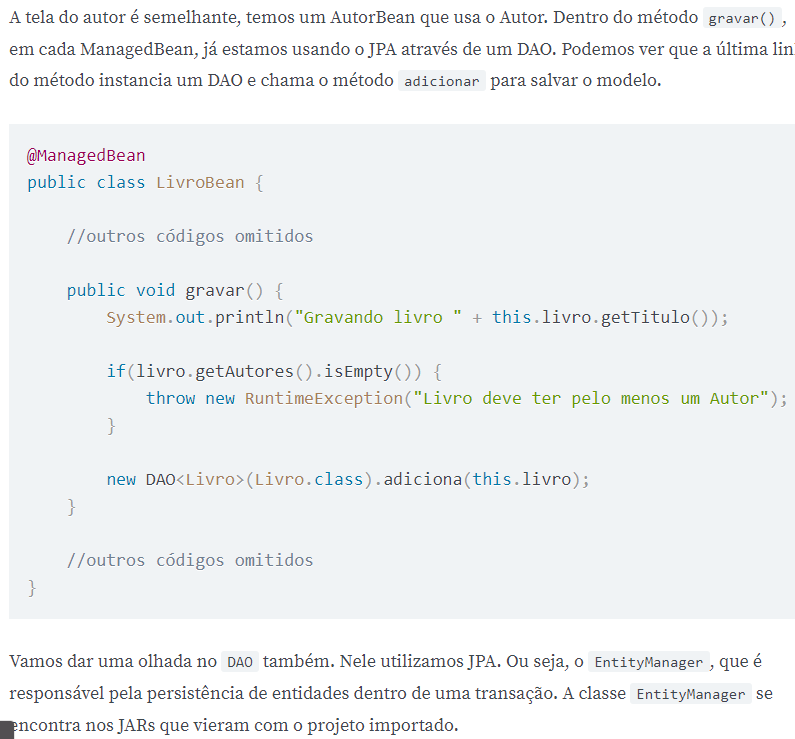 A tela do autor é semelhante, temos um AutorBean que usa o Autor. Dentro do método gravar(),
em cada ManagedBean, já estamos usando o JPA através de um DAO. Podemos ver que a última
do método instancia um DAO e chama o método adicionar para salvar o modelo.
@ManagedBean
public class LivroBean {
//outros códigos omitidos
public void gravar() {
System.out.println("Gravando livro " + this.livro.getTitulo());
if(livro.getAutores().isEmpty()) {
throw new RuntimeException("Livro deve ter pelo menos um Autor");
}
new DAO<Livro>(Livro.class).adiciona(this.livro);
}
//outros códigos omitidos
}
Vamos dar uma olhada no DAO também. Nele utilizamos JPA. Ou seja, o EntityManager, que é
responsável pela persistência de entidades dentro de uma transação. A classe EntityManager se
encontra nos JARs que vieram com o projeto importado.